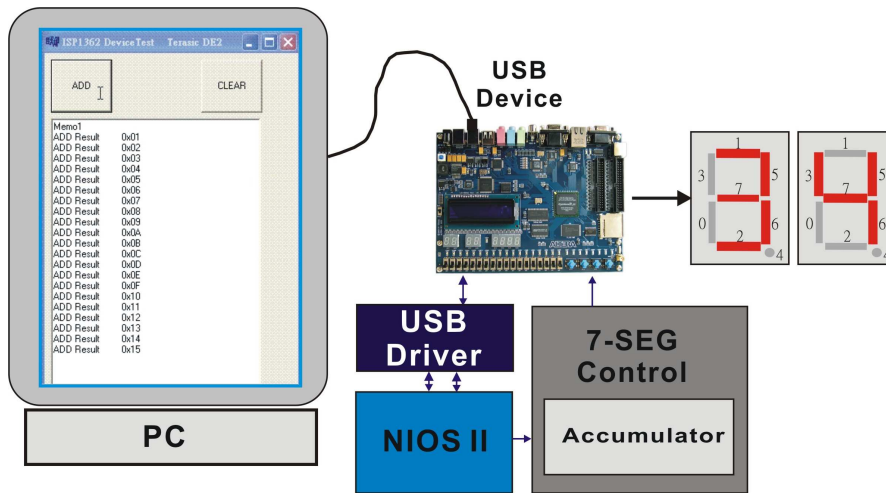 ISP1362 DeviceTest Terasic DE2
ADD
CLEAR
Memo1
ADD Result 0x01
ADD Result 0x02
ADD Result 0x03
ADD Result 0x04
ADD Result 0x05
ADD Result 0x06
ADD Result 0x07
ADD Result 0x08
ADD Result 0x09
ADD Result 0x0A
ADD Result 0x0B
ADD Result 0x0C
ADD Result 0x0D
ADD Result 0x0E
ADD Result 0x0F
ADD Result 0x10
ADD Result 0x11
ADD Result 0x12
ADD Result 0x13
ADD Result 0x14
ADD Result 0x15
PC
USB
Device
ALTERA
1
3 5
7
0 6
2
4
1
3 5
7
0 6
2
4
USB
Driver
NIOS II
7-SEG
Control
Accumulator